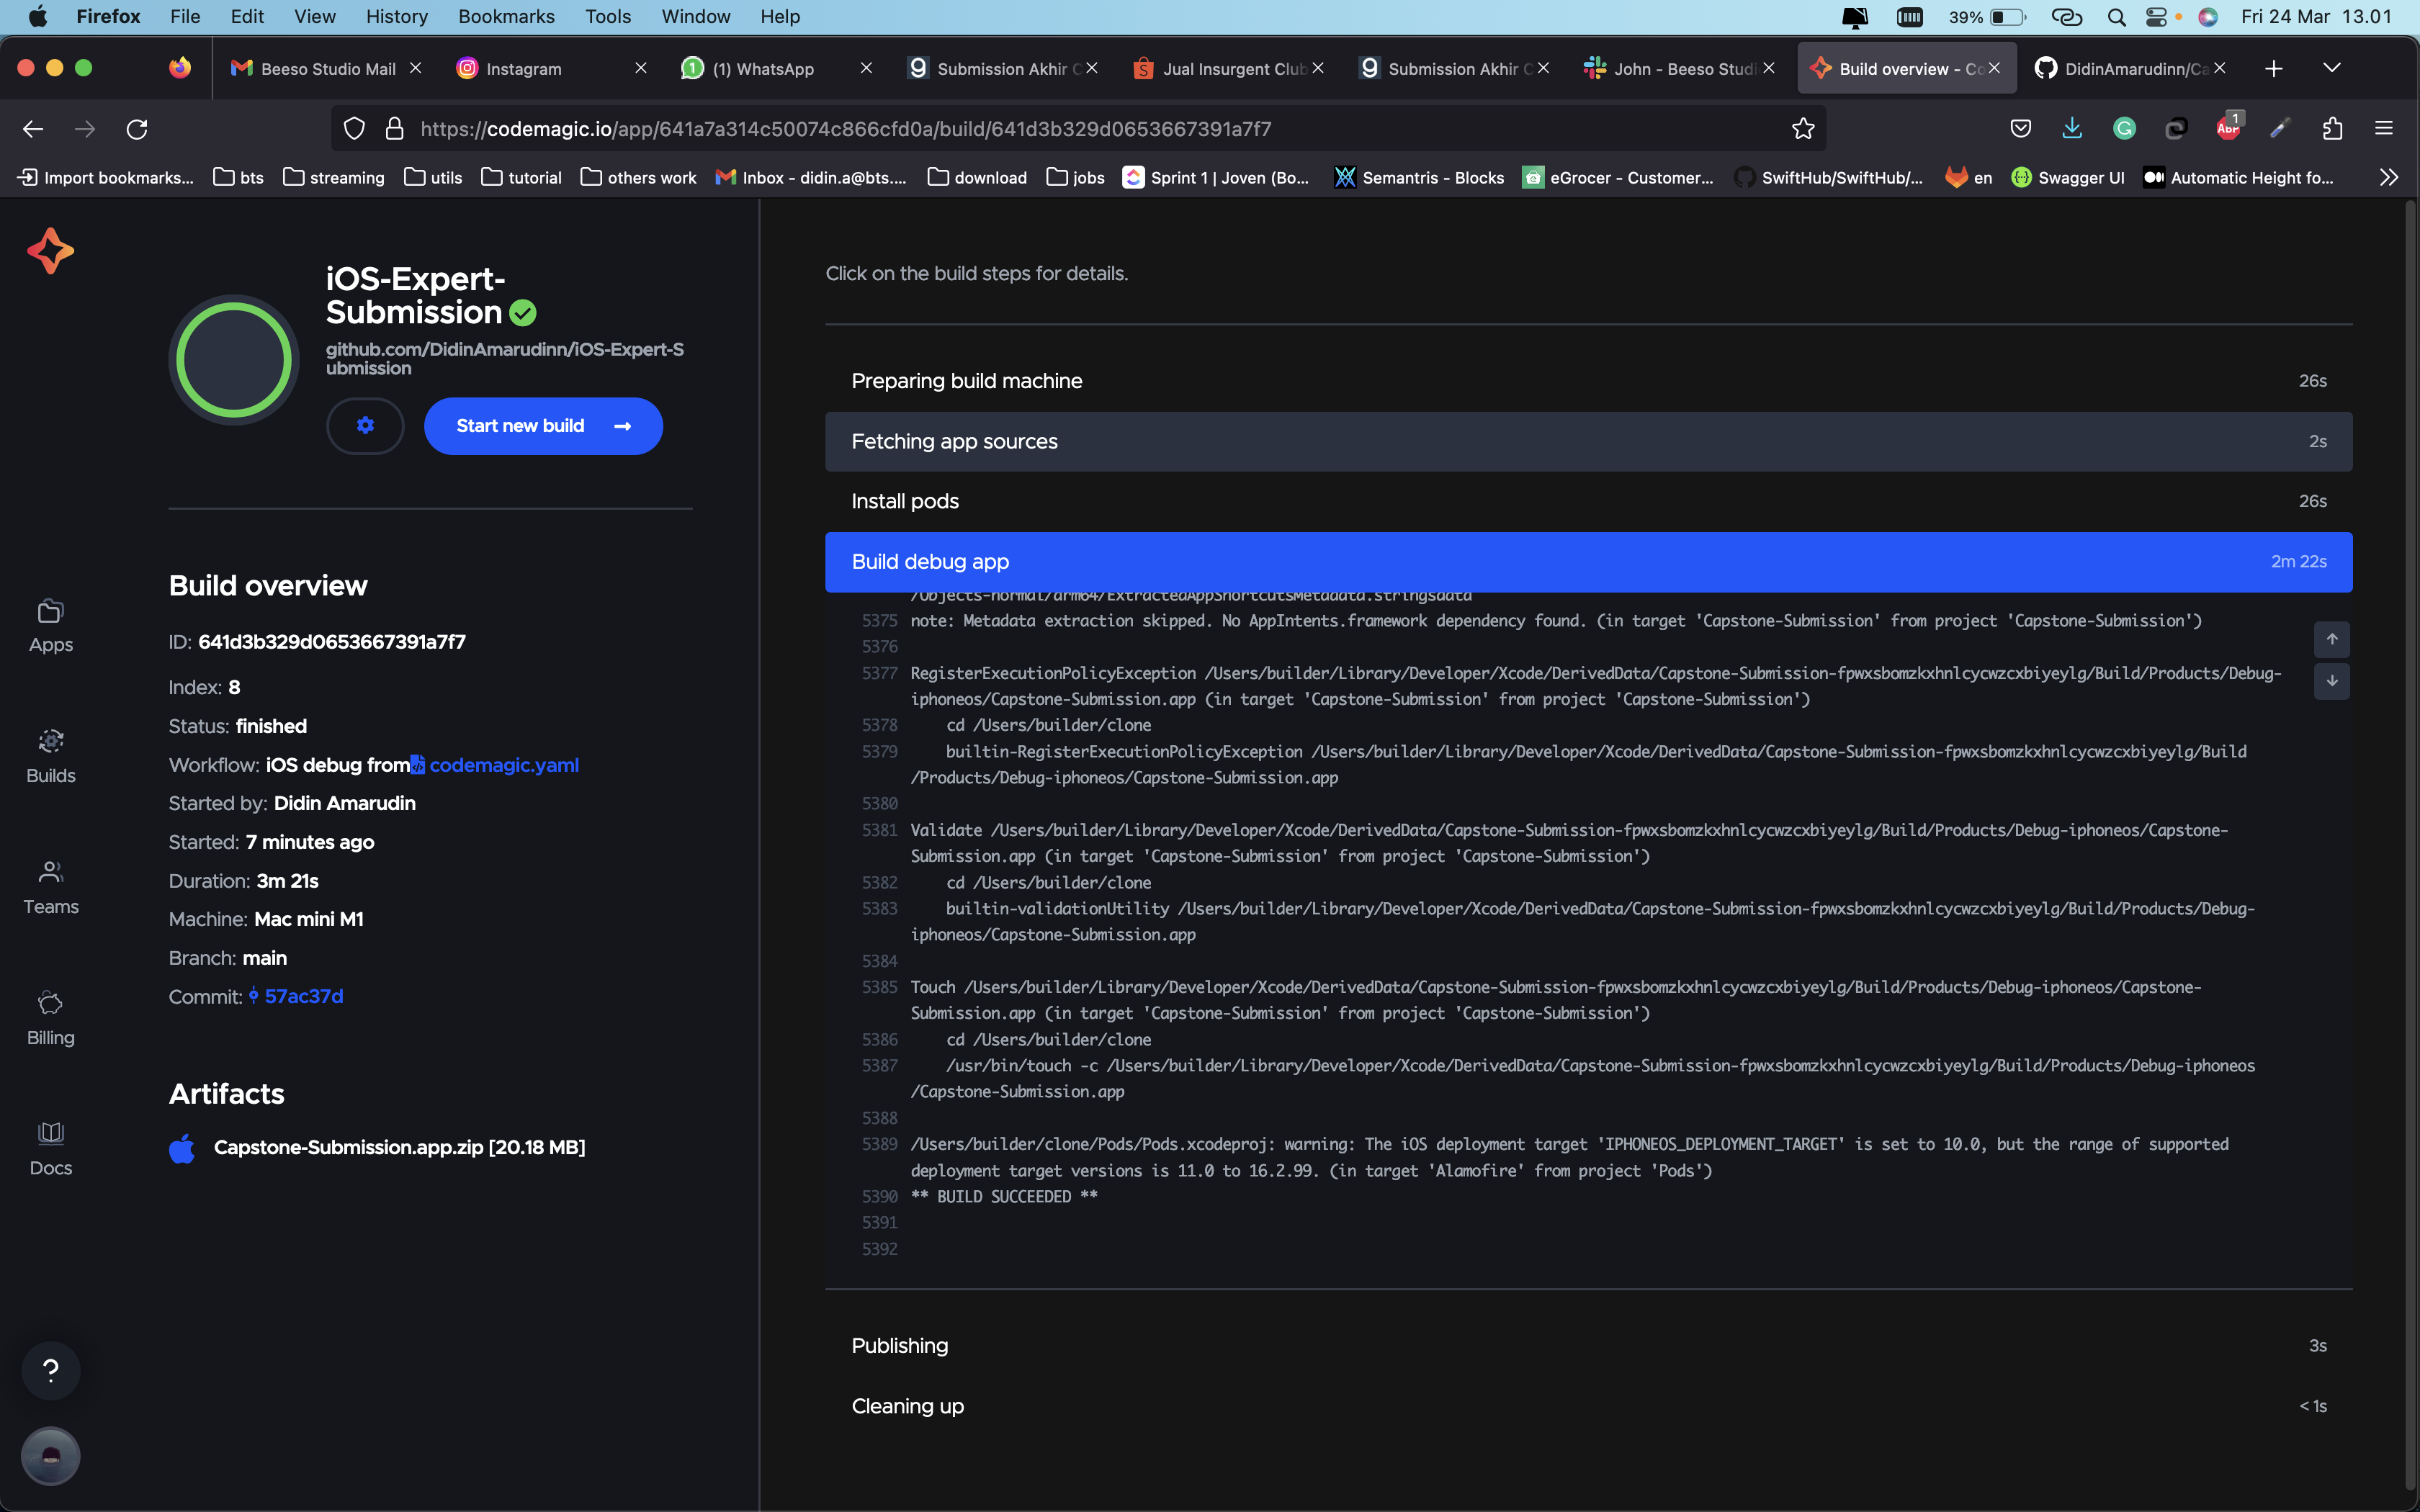 Firefox File Edit View History Bookmarks Tools Window Help 39% Fri 24 Mar 13.01
Beeso Studio Mail Instagram (1) WhatsApp Submission Akhir C Jual Insurgent Club Submission Akhir C John - Beeso Studi Build overview - Co DidinAmarudinn/Ca
https://codemagic.io/app/641a7a314c50074c866cfd0a/build/641d3b329d0653667391a7f7
ABP 1
Import bookmarks... bts streaming utils tutorial others work Inbox - didin.a@bts.... download jobs Sprint 1 | Joven (Bo... Semantris - Blocks eGrocer - Customer... SwiftHub/SwiftHub/... en Swagger UI Automatic Height fo...
Apps
Builds
Teams
Billing
Docs
?
iOS-Expert-
Submission
github.com/DidinAmarudinn/iOS-Expert-S
ubmission
Start new build
Build overview
ID: 641d3b329d0653667391a7f7
Index: 8
Status: finished
Workflow: iOS debug from codemagic.yaml
Started by: Didin Amarudin
Started: 7 minutes ago
Duration: 3m 21s
Machine: Mac mini M1
Branch: main
Commit: 57ac37d
Artifacts
Capstone-Submission.app.zip [20.18 MB]
Click on the build steps for details.
Preparing build machine 26s
Fetching app sources 2s
Install pods 26s
Build debug app 2m 22s
/Objects-normal/arm64/ExtractedAppShortcutsMetadata.stringsdata
5375 note: Metadata extraction skipped. No AppIntents.framework dependency found. (in target 'Capstone-Submission' from project 'Capstone-Submission')
5376
5377 RegisterExecutionPolicyException /Users/builder/Library/Developer/Xcode/DerivedData/Capstone-Submission-fpwxsbomzkxhnlcycwzcxbiyeylg/Build/Products/Debug-
iphoneos/Capstone-Submission.app (in target 'Capstone-Submission' from project 'Capstone-Submission')
5378 cd /Users/builder/clone
5379 builtin-RegisterExecutionPolicyException /Users/builder/Library/Developer/Xcode/DerivedData/Capstone-Submission-fpwxsbomzkxhnlcycwzcxbiyeylg/Build
/Products/Debug-iphoneos/Capstone-Submission.app
5380
5381 Validate /Users/builder/Library/Developer/Xcode/DerivedData/Capstone-Submission-fpwxsbomzkxhnlcycwzcxbiyeylg/Build/Products/Debug-iphoneos/Capstone-
Submission.app (in target 'Capstone-Submission' from project 'Capstone-Submission')
5382 cd /Users/builder/clone
5383 builtin-validationUtility /Users/builder/Library/Developer/Xcode/DerivedData/Capstone-Submission-fpwxsbomzkxhnlcycwzcxbiyeylg/Build/Products/Debug-
iphoneos/Capstone-Submission.app
5384
5385 Touch /Users/builder/Library/Developer/Xcode/DerivedData/Capstone-Submission-fpwxsbomzkxhnlcycwzcxbiyeylg/Build/Products/Debug-iphoneos/Capstone-
Submission.app (in target 'Capstone-Submission' from project 'Capstone-Submission')
5386 cd /Users/builder/clone
5387 /usr/bin/touch -c /Users/builder/Library/Developer/Xcode/DerivedData/Capstone-Submission-fpwxsbomzkxhnlcycwzcxbiyeylg/Build/Products/Debug-iphoneos
/Capstone-Submission.app
5388
5389 /Users/builder/clone/Pods/Pods.xcodeproj: warning: The iOS deployment target 'IPHONEOS_DEPLOYMENT_TARGET' is set to 10.0, but the range of supported
deployment target versions is 11.0 to 16.2.99. (in target 'Alamofire' from project 'Pods')
5390 ** BUILD SUCCEEDED **
5391
5392
Publishing 3s
Cleaning up < 1s